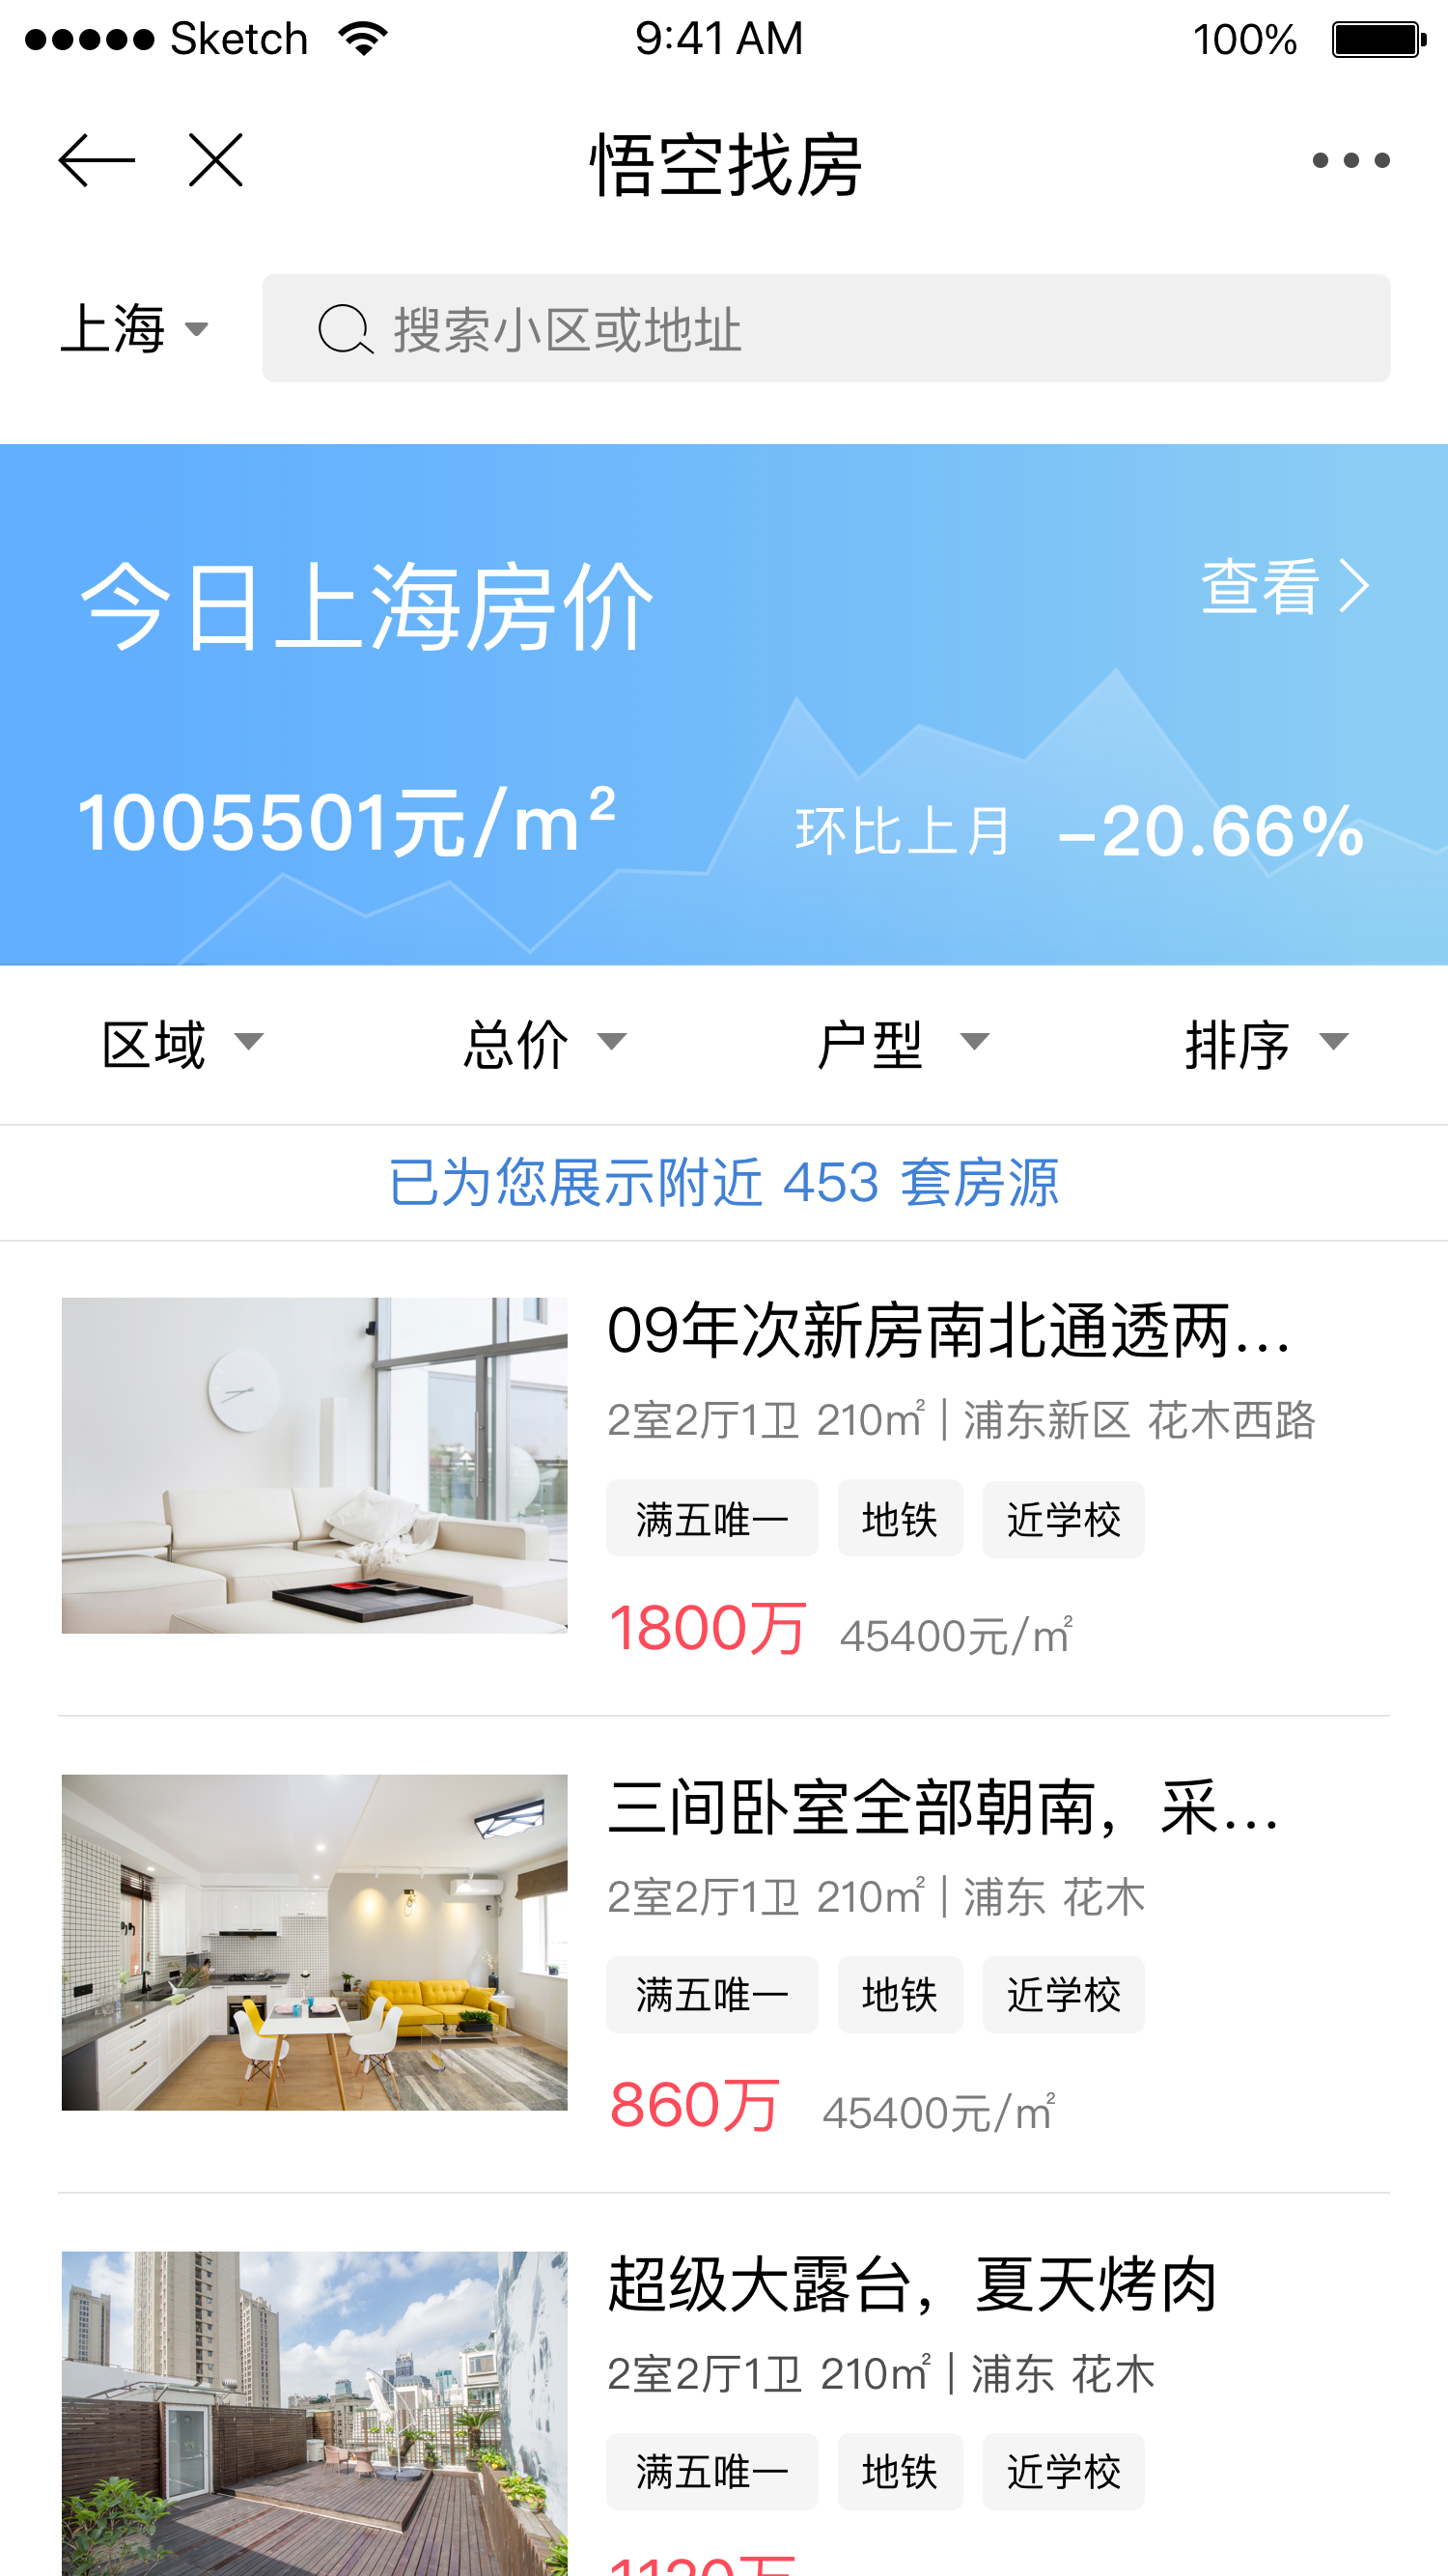 Sketch 9:41 AM 100%
悟空找房
上海 搜索小区或地址
今日上海房价 查看
1005501元/m² 环比上月 -20.66%
区域 总价 户型 排序
已为您展示附近 453 套房源
09年次新房南北通透两...
2室2厅1卫 210㎡ | 浦东新区 花木西路
满五唯一 地铁 近学校
1800万 45400元/㎡
三间卧室全部朝南，采...
2室2厅1卫 210㎡ | 浦东 花木
满五唯一 地铁 近学校
860万 45400元/㎡
超级大露台，夏天烤肉
2室2厅1卫 210㎡ | 浦东 花木
满五唯一 地铁 近学校